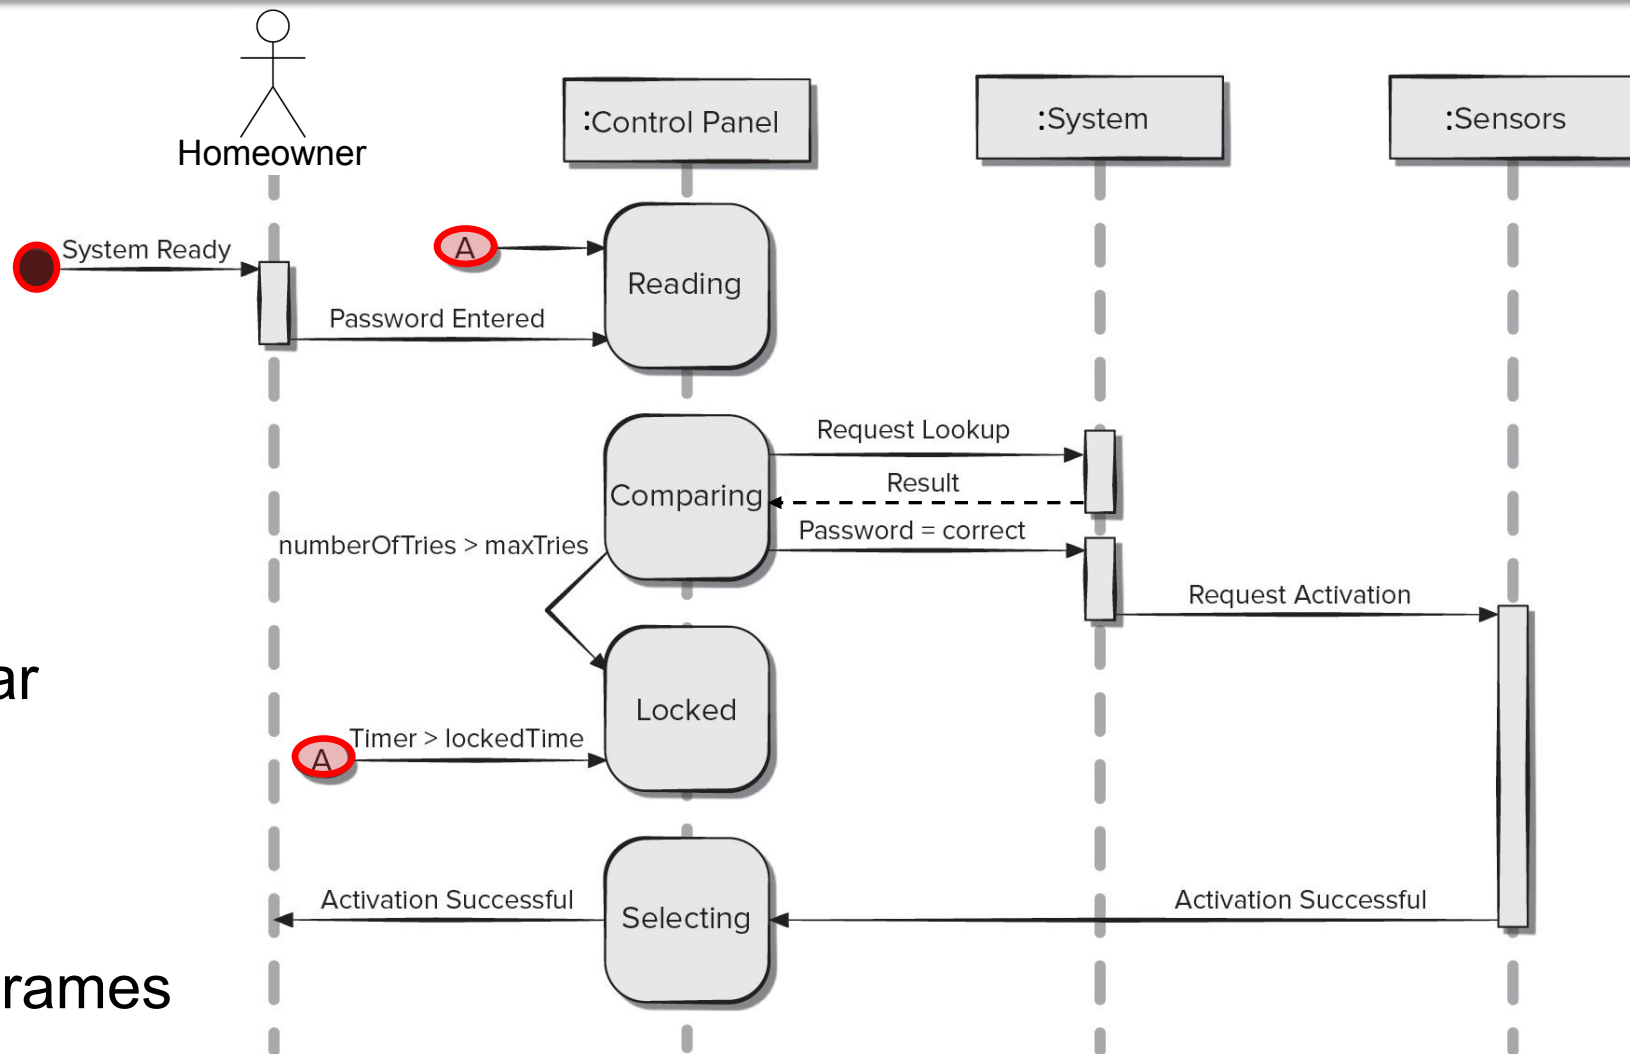 Homeowner
:Control Panel
:System
:Sensors
System Ready
A
Reading
Password Entered
Request Lookup
Result
Comparing
Password = correct
numberOfTries > maxTries
Request Activation
ar
Locked
A
Timer > lockedTime
Activation Successful
Selecting
Activation Successful
rames